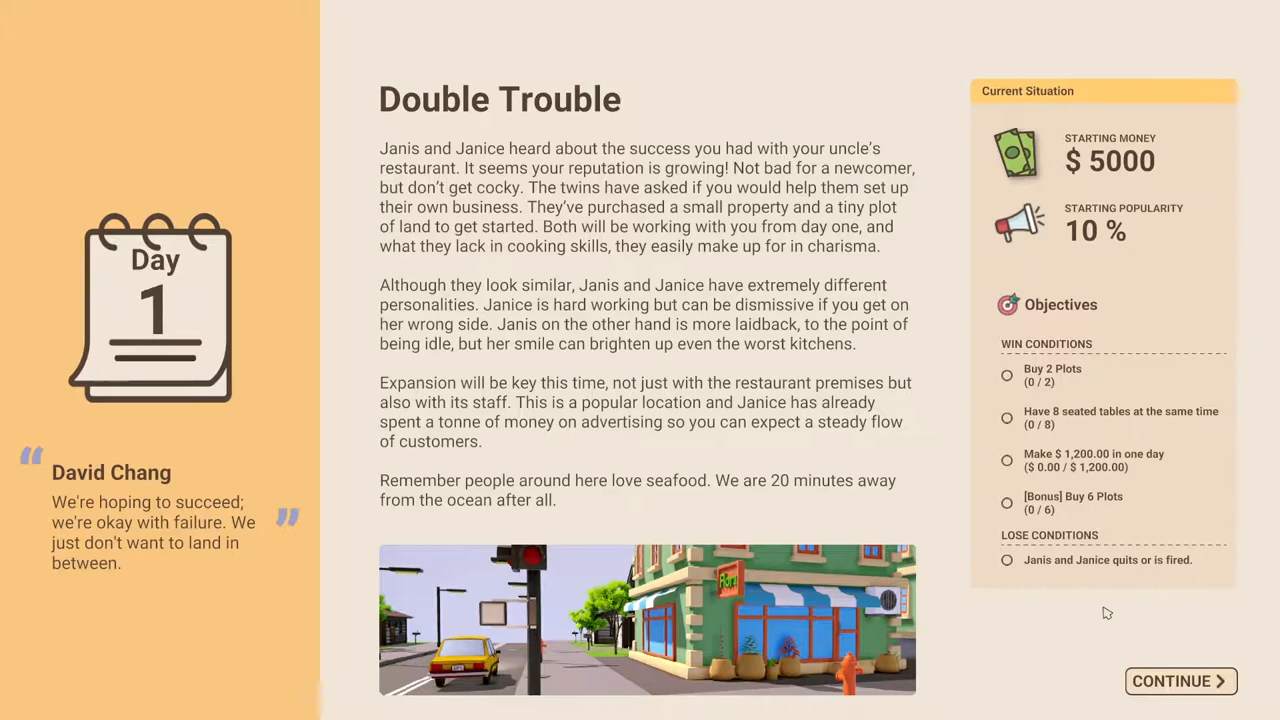 Day
1
David Chang
We're hoping to succeed;
we're okay with failure. We
just don't want to land in
between.
Double Trouble
Janis and Janice heard about the success you had with your uncle's
restaurant. It seems your reputation is growing! Not bad for a newcomer,
but don't get cocky. The twins have asked if you would help them set up
their own business. They've purchased a small property and a tiny plot
of land to get started. Both will be working with you from day one, and
what they lack in cooking skills, they easily make up for in charisma.
Although they look similar, Janis and Janice have extremely different
personalities. Janice is hard working but can be dismissive if you get on
her wrong side. Janis on the other hand is more laidback, to the point of
being idle, but her smile can brighten up even the worst kitchens.
Expansion will be key this time, not just with the restaurant premises but
also with its staff. This is a popular location and Janice has already
spent a tonne of money on advertising so you can expect a steady flow
of customers.
Remember people around here love seafood. We are 20 minutes away
from the ocean after all.
Flora
Current Situation
STARTING MONEY
$ 5000
STARTING POPULARITY
10 %
Objectives
WIN CONDITIONS
Buy 2 Plots
(0 / 2)
Have 8 seated tables at the same time
(0 / 8)
Make $ 1,200.00 in one day
($ 0.00 / $ 1,200.00)
[Bonus] Buy 6 Plots
(0 / 6)
LOSE CONDITIONS
Janis and Janice quits or is fired.
CONTINUE